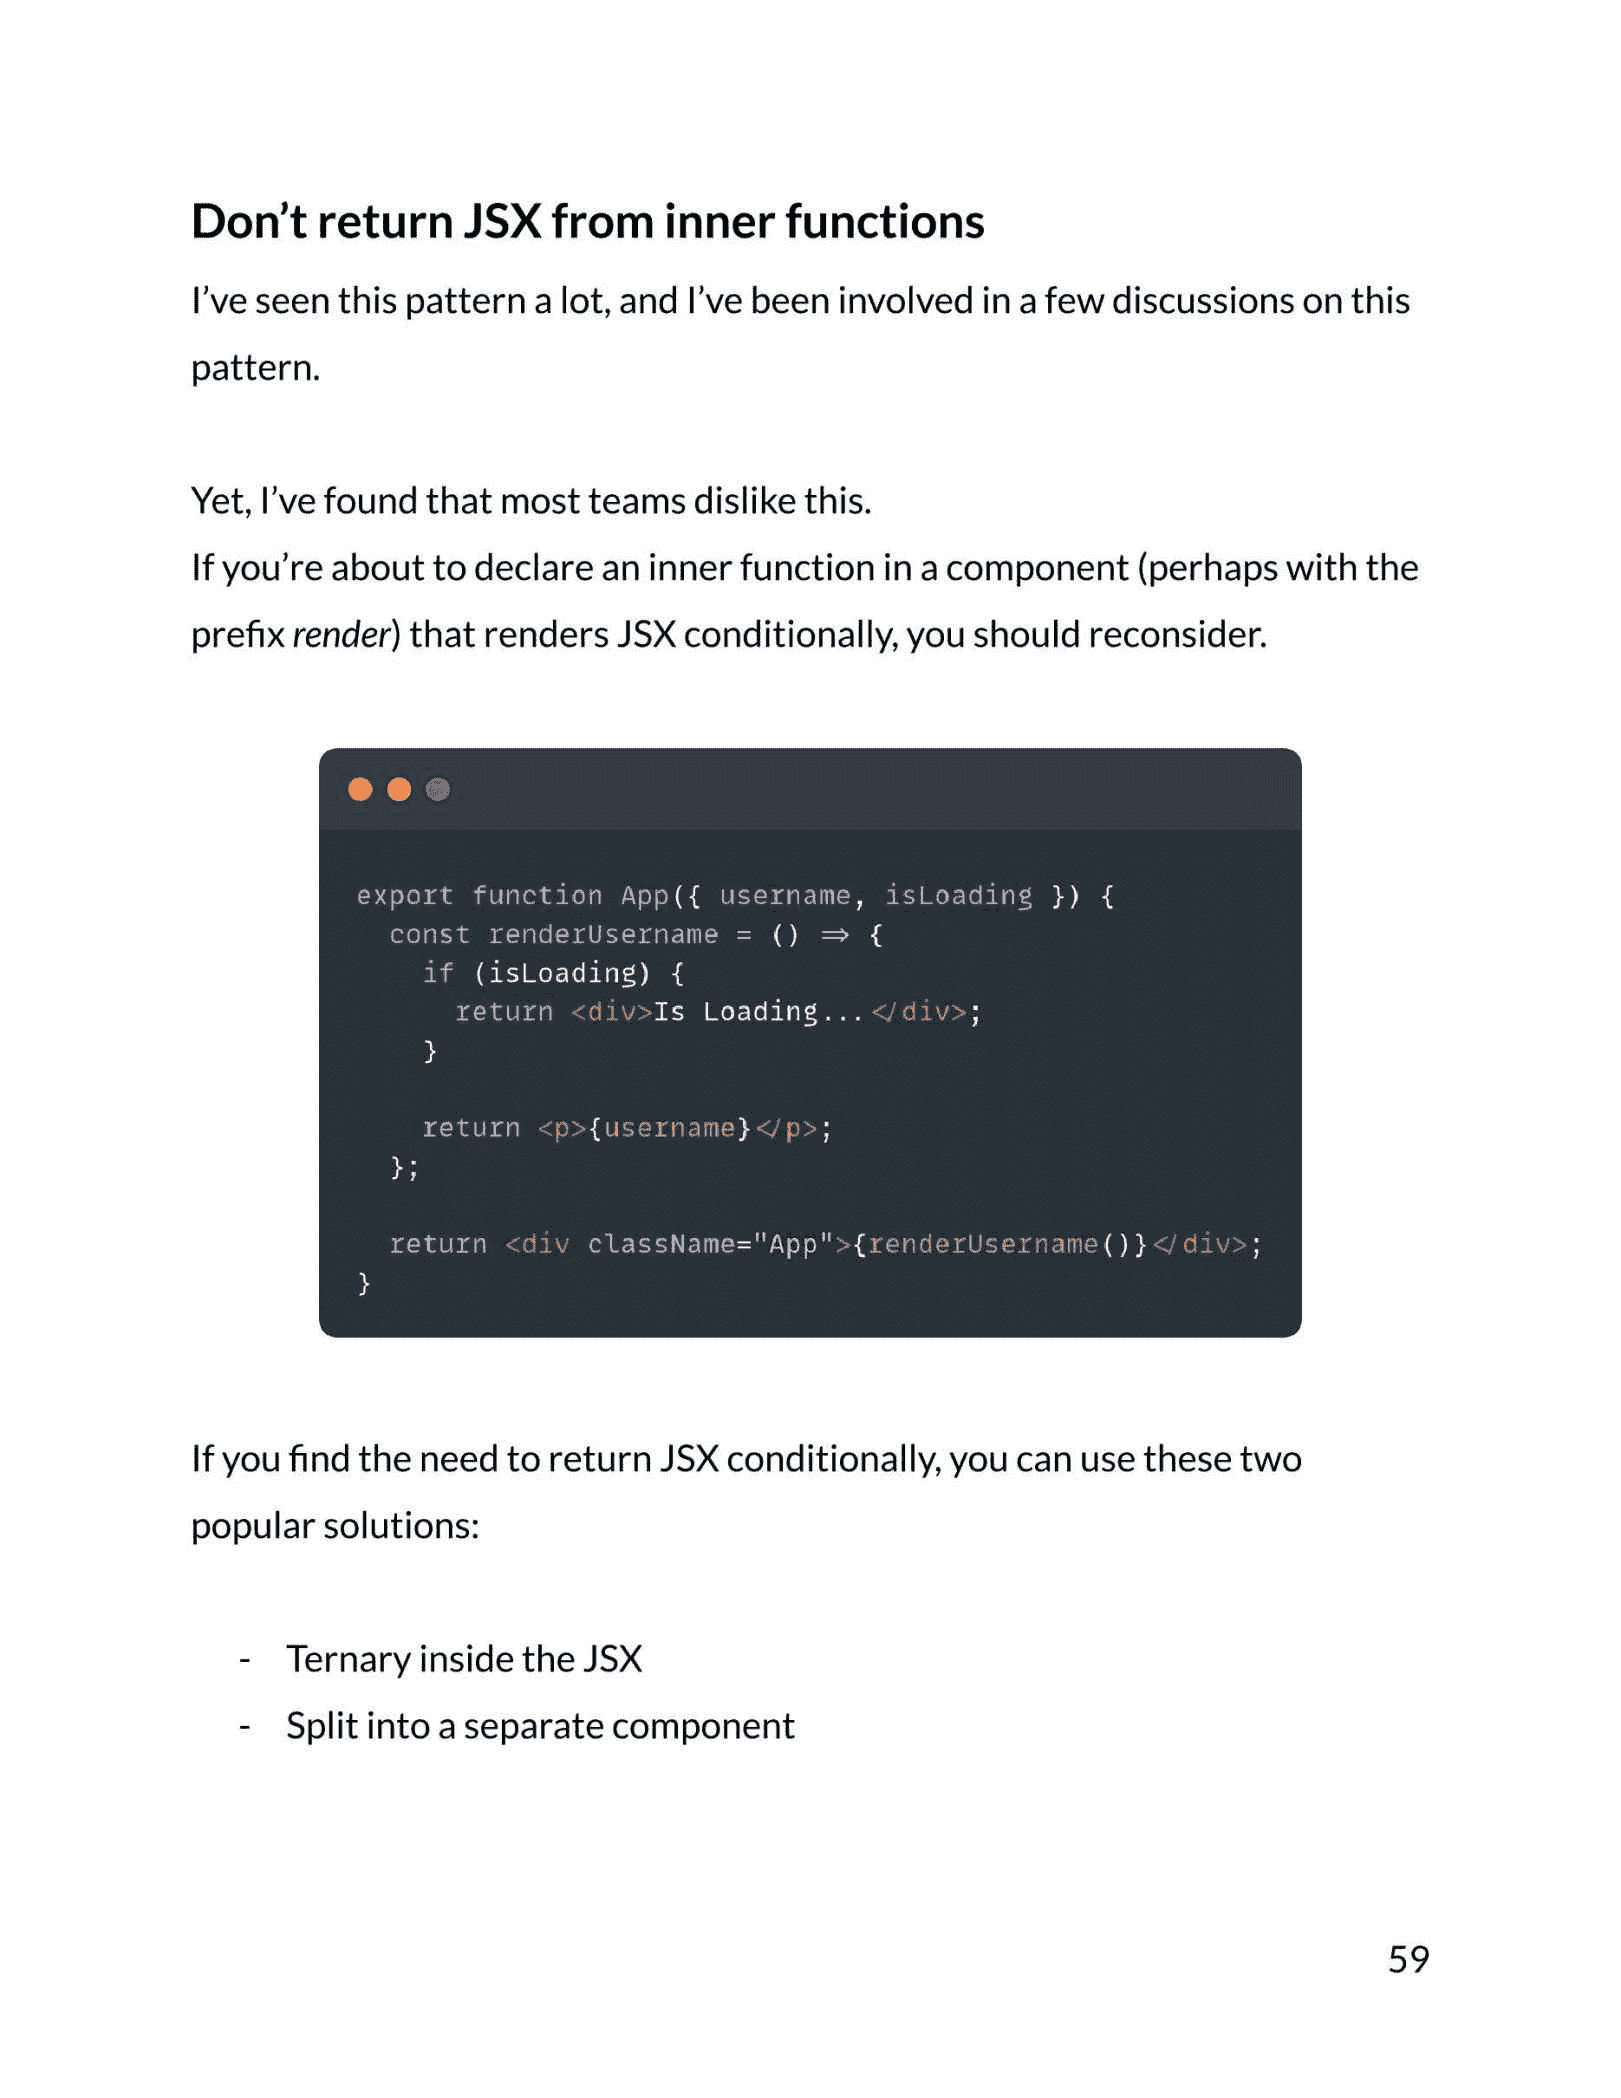 Don’t return JSX from inner functions
I’ve seen this pattern a lot, and I’ve been involved in a few discussions on this
pattern.
Yet, I’ve found that most teams dislike this.
If you’re about to declare an inner function in a component (perhaps with the
prefix render) that renders JSX conditionally, you should reconsider.
export function App({ username, isLoading }) {
  const renderUsername = () => {
    if (isLoading) {
      return <div>Is Loading...</div>;
    }
    return <p>{username}</p>;
  };
  return <div className="App">{renderUsername()}</div>;
}
If you find the need to return JSX conditionally, you can use these two
popular solutions:
- Ternary inside the JSX
- Split into a separate component
59